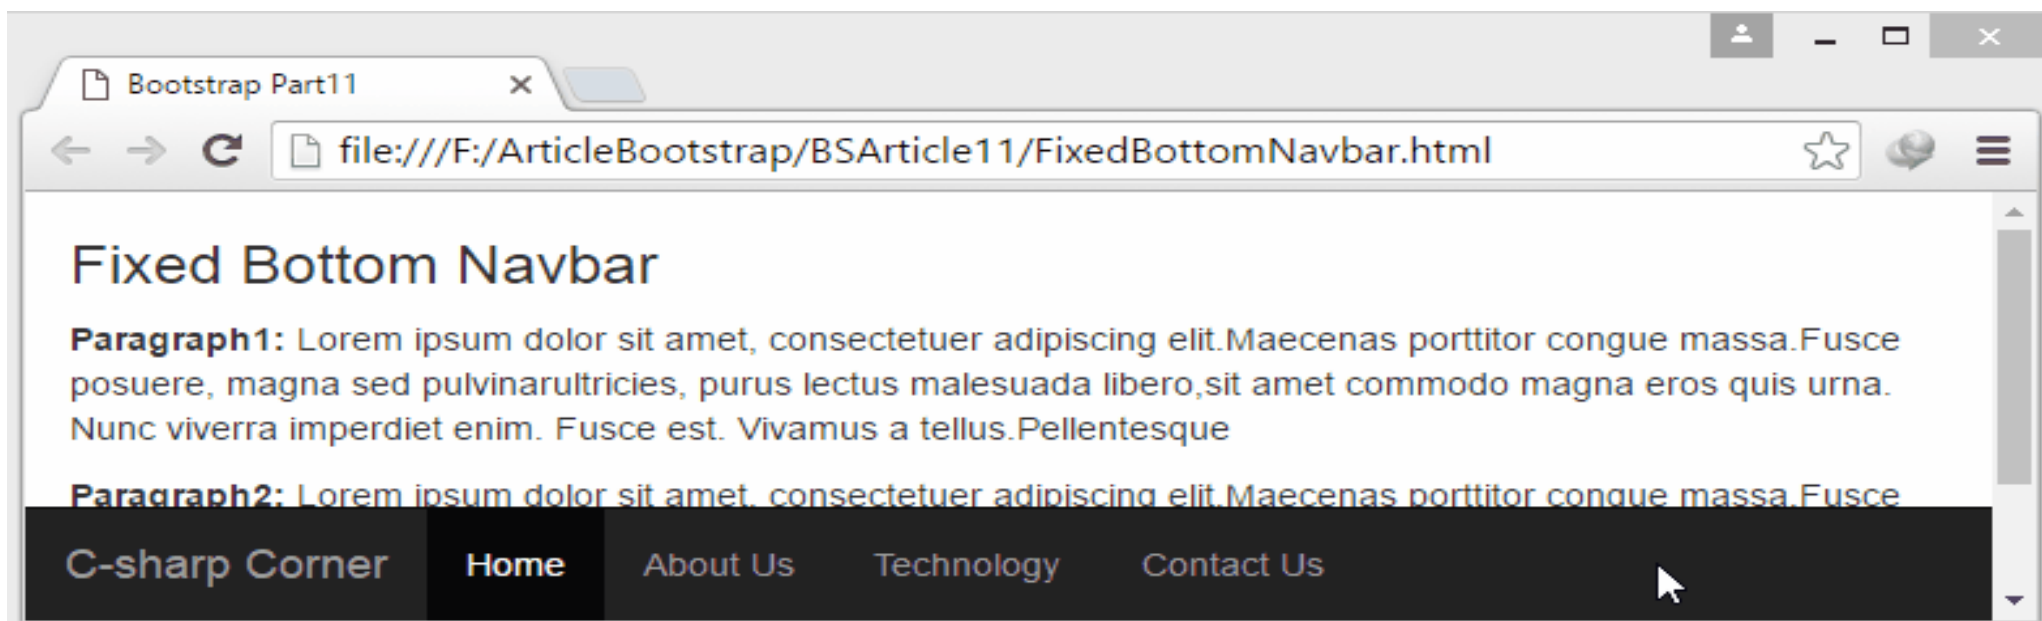 Bootstrap Part11
file:///F:/ArticleBootstrap/BSArticle11/FixedBottomNavbar.html
Fixed Bottom Navbar
Paragraph1: Lorem ipsum dolor sit amet, consectetuer adipiscing elit.Maecenas porttitor congue massa.Fusce
posuere, magna sed pulvinarultricies, purus lectus malesuada libero,sit amet commodo magna eros quis urna.
Nunc viverra imperdiet enim. Fusce est. Vivamus a tellus.Pellentesque
Paragraph2: Lorem ipsum dolor sit amet, consectetuer adipiscing elit.Maecenas porttitor congue massa.Fusce
C-sharp Corner Home About Us Technology Contact Us